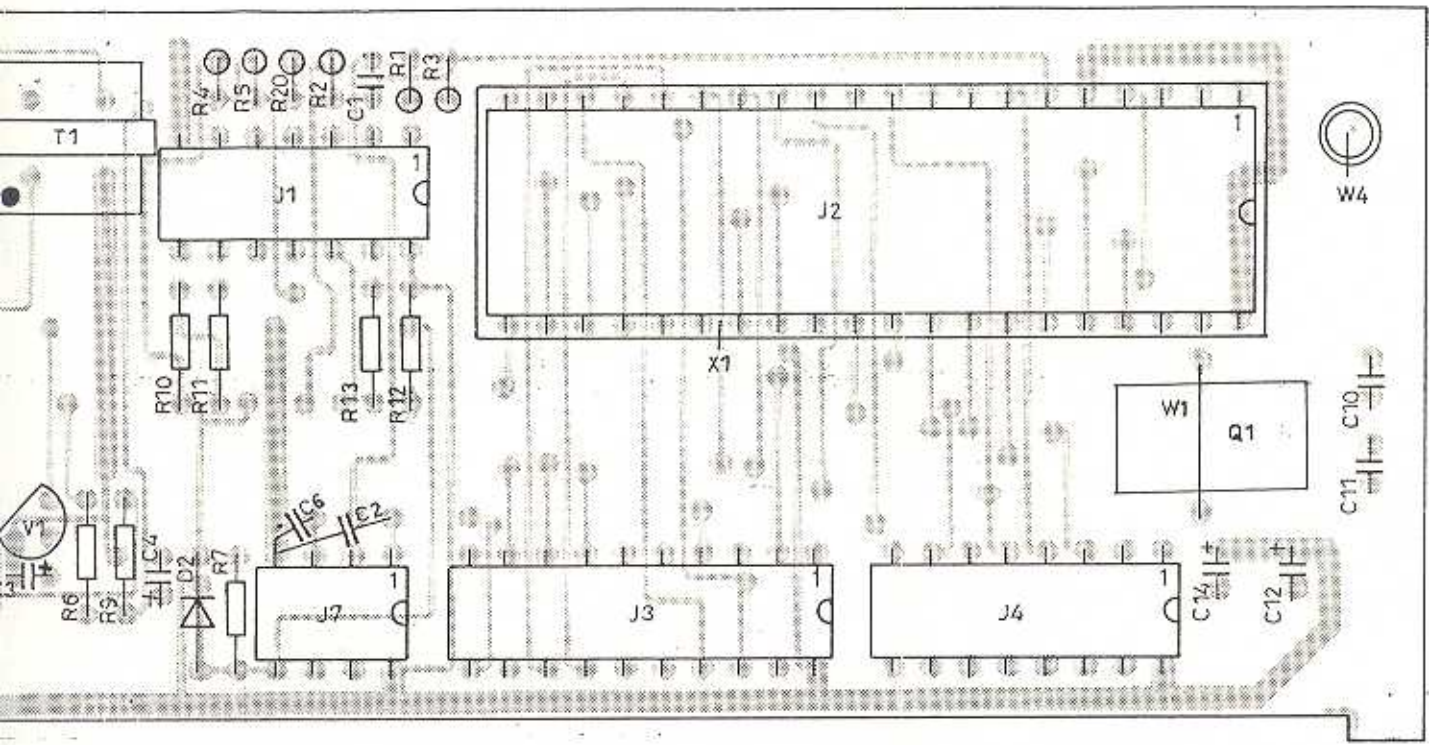 R4
R5
R20
R2
C1
R1
R3
T1
1
J1
1
J2
W4
X1
R10
R11
R13
R12
W1
Q1
C10
C11
V1
C6
C2
+
R6
R9
C4
+
D2
R7
1
J7
1
J3
1
J4
+
C14
+
C12